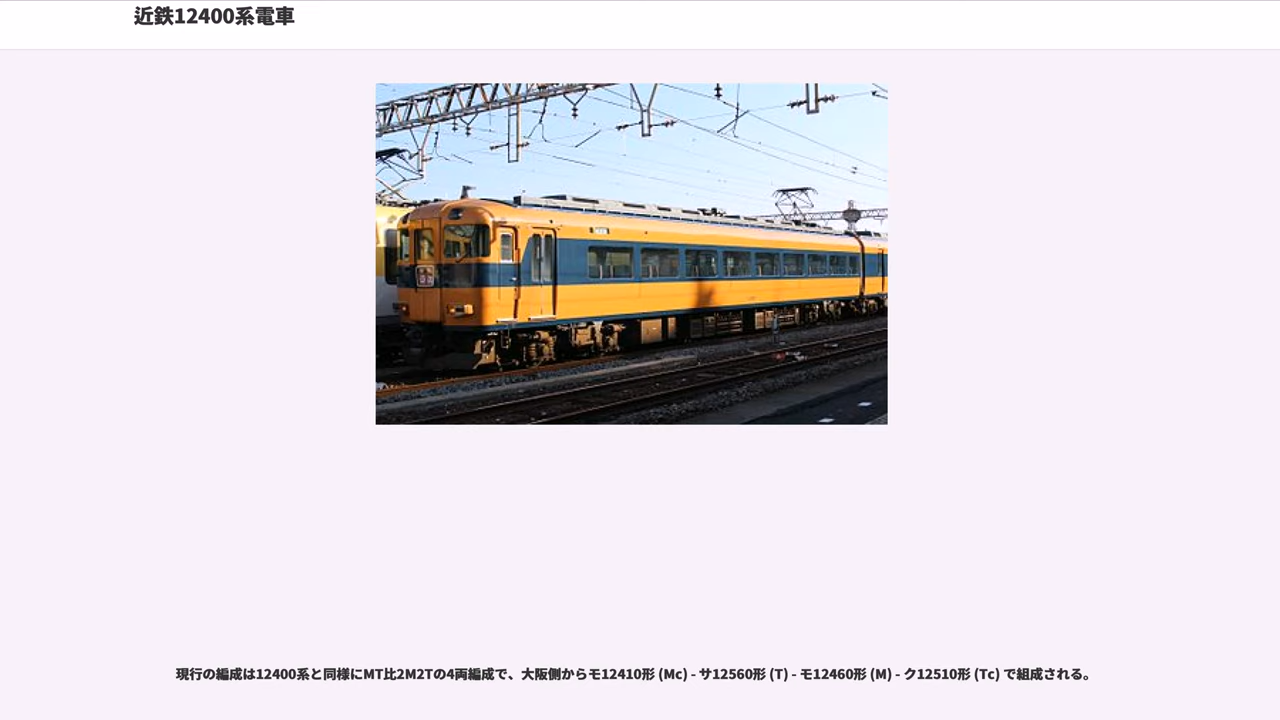 近鉄12400系電車
現行の編成は12400系と同様にMT比2M2Tの4両編成で、大阪側からモ12410形 (Mc) - サ12560形 (T) - モ12460形 (M) - ク12510形 (Tc) で組成される。